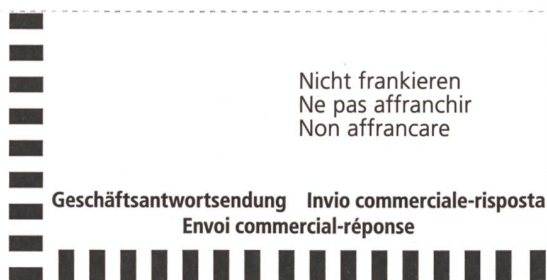 Nicht frankieren
Ne pas affranchir
Non affrancare
Geschäftsantwortsendung Invio commerciale-risposta
Envoi commercial-réponse